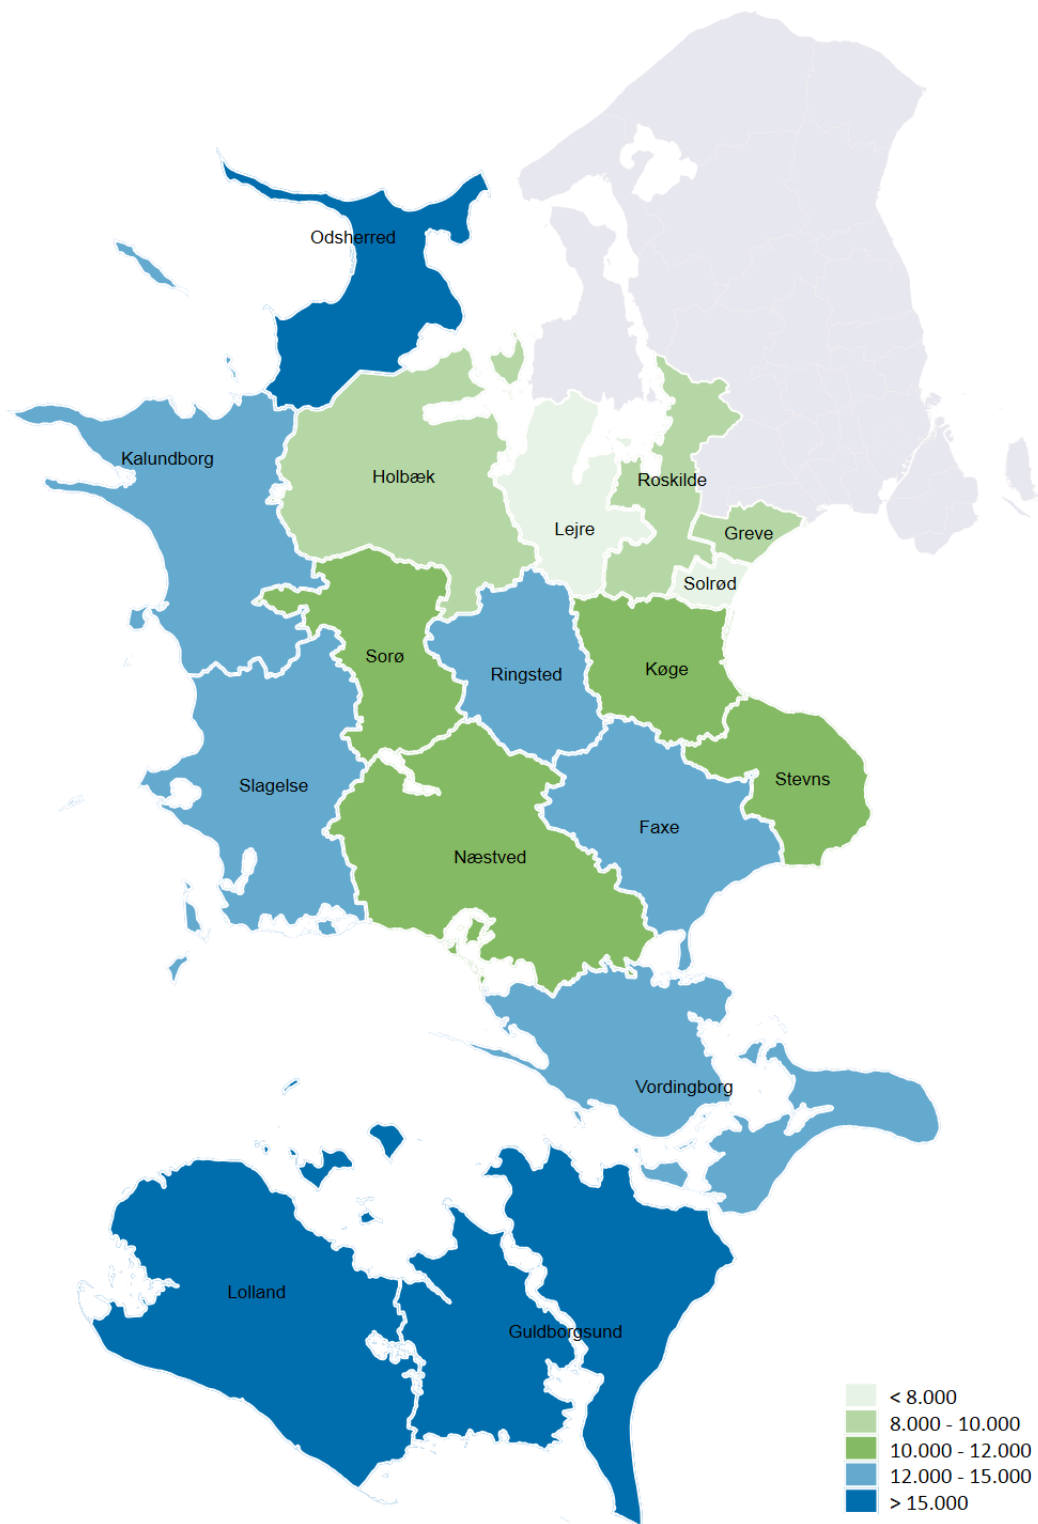 Odsherred
Kalundborg
Holbæk
Roskilde
Lejre
Greve
Solrød
Sorø
Ringsted
Køge
Slagelse
Stevns
Faxe
Næstved
Vordingborg
Lolland
Guldborgsund
< 8.000
8.000 - 10.000
10.000 - 12.000
12.000 - 15.000
> 15.000